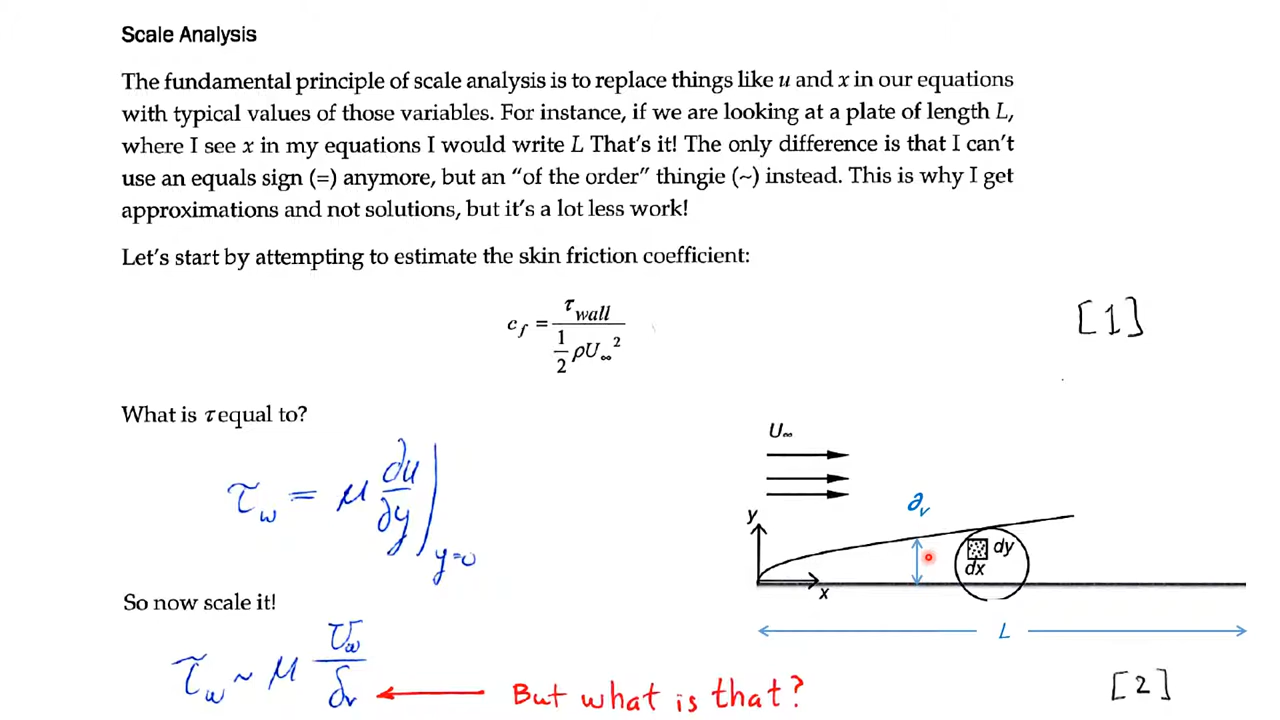 Scale Analysis
The fundamental principle of scale analysis is to replace things like u and x in our equations
with typical values of those variables. For instance, if we are looking at a plate of length L,
where I see x in my equations I would write L That's it! The only difference is that I can't
use an equals sign (=) anymore, but an “of the order” thingie (~) instead. This is why I get
approximations and not solutions, but it's a lot less work!
Let's start by attempting to estimate the skin friction coefficient:
c_f = τ_wall / (1/2 ρU∞²)
[1]
What is τ equal to?
τ_w = μ ∂u/∂y |_y=0
U∞
y
∂v
dy
dx
x
L
So now scale it!
τ_w ~ μ U∞/δv
But what is that?
[2]